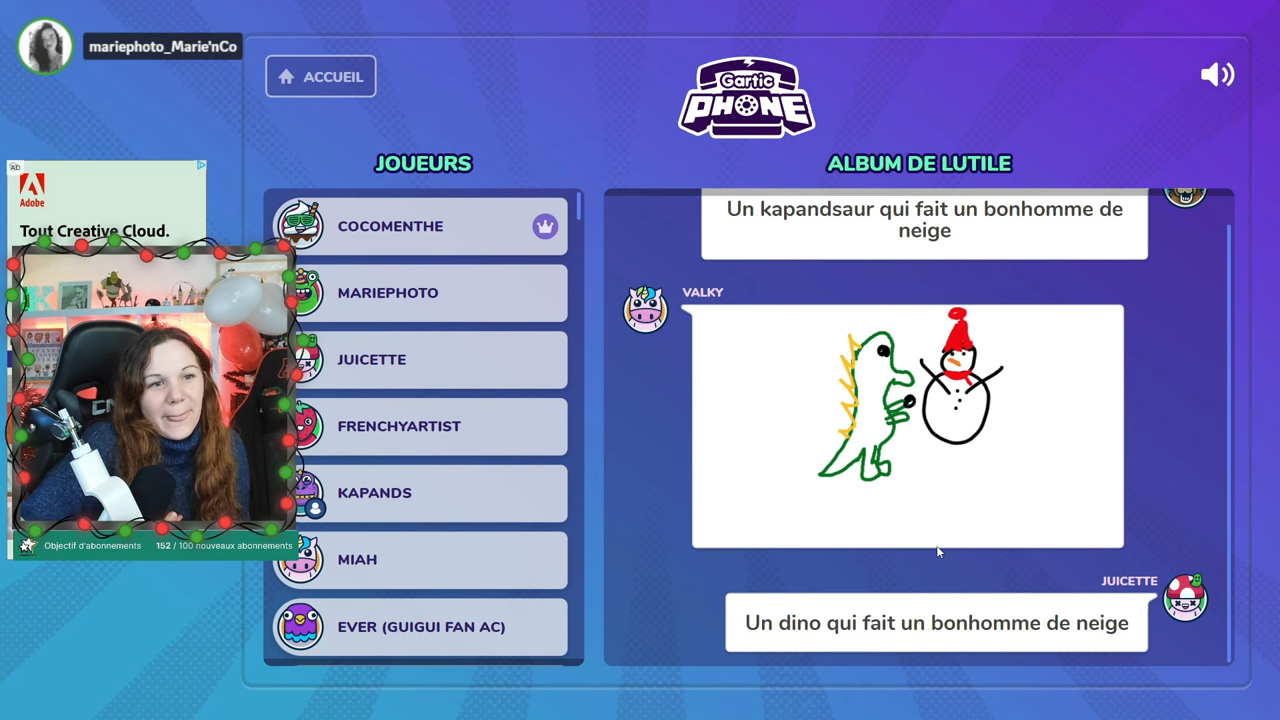 mariephoto_Marie'nCo
ACCUEIL
Gartic
PHONE
JOUEURS
ALBUM DE LUTILE
AD
Adobe
Tout Creative Cloud.
COCOMENTHE
MARIEPHOTO
JUICETTE
FRENCHYARTIST
KAPANDS
MIAH
EVER (GUIGUI FAN AC)
Un kapandsaur qui fait un bonhomme de
neige
VALKY
JUICETTE
Un dino qui fait un bonhomme de neige
Objectif d'abonnements
152 / 100 nouveaux abonnements